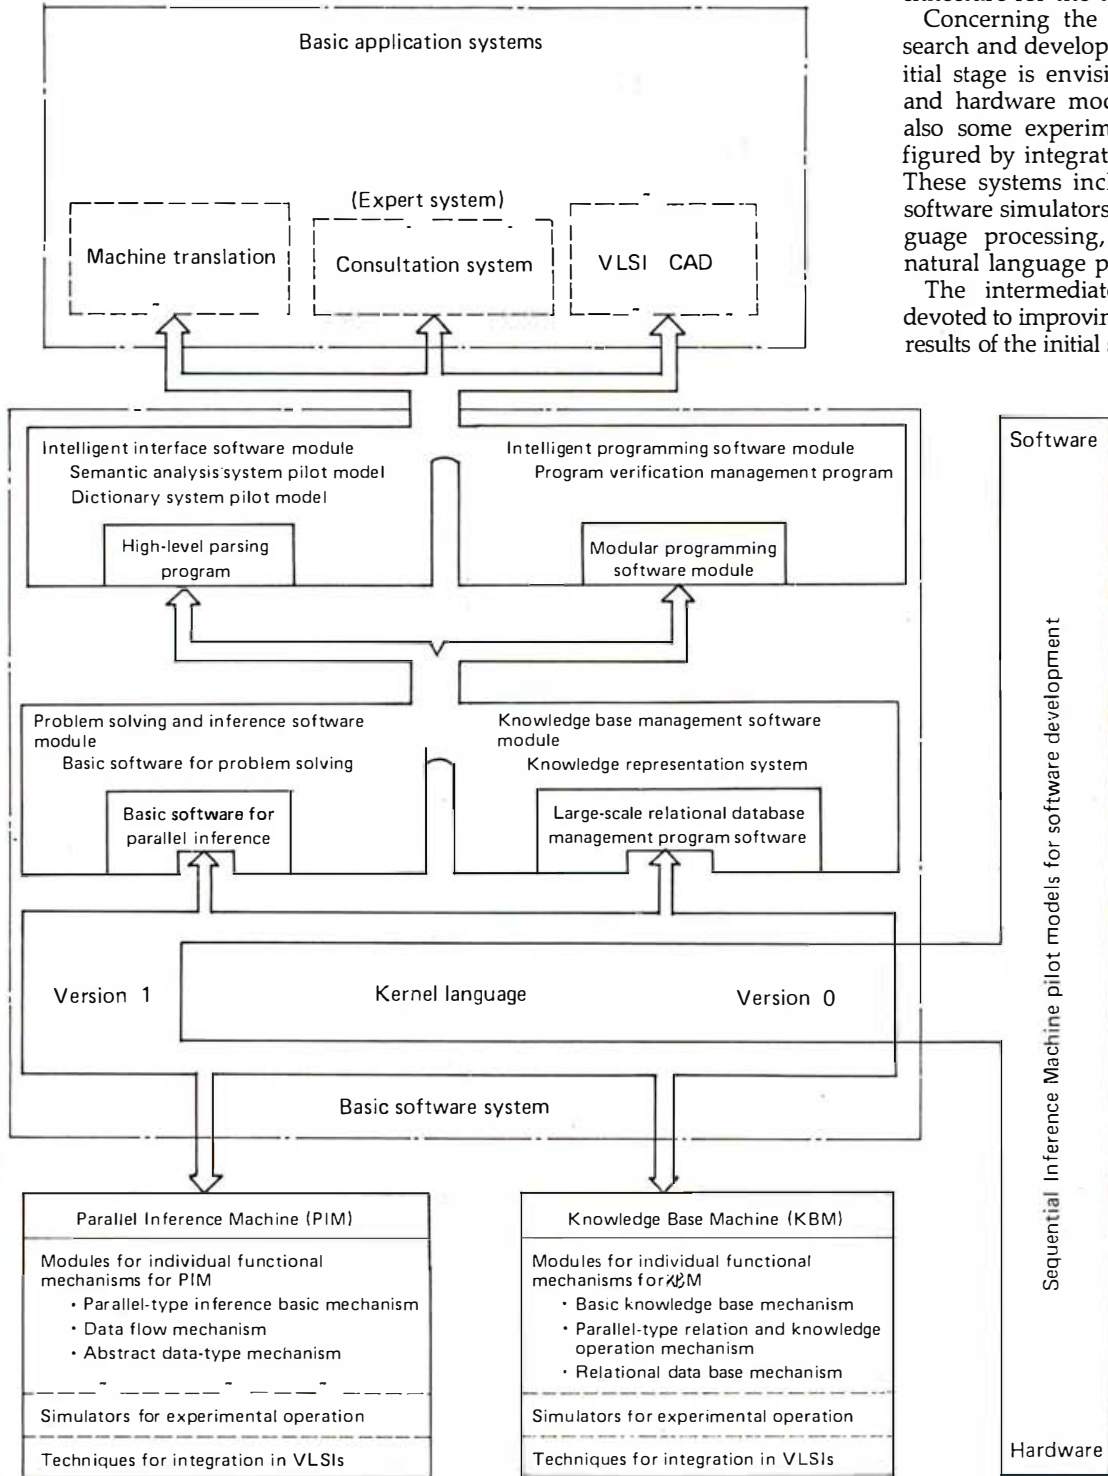 Basic application systems
(Expert system)
Machine translation
Consultation system
VLSI CAD
Concerning the
search and develop
itial stage is envisi
and hardware mod
also some experim
figured by integrat
These systems incl
software simulators
guage processing,
natural language p
The intermediate
devoted to improvin
results of the initial s
Intelligent interface software module
Semantic analysis system pilot model
Dictionary system pilot model
High-level parsing
program
Intelligent programming software module
Program verification management program
Modular programming
software module
Problem solving and inference software
module
Basic software for problem solving
Basic software for
parallel inference
Knowledge base management software
module
Knowledge representation system
Large-scale relational database
management program software
Version 1
Kernel language
Version 0
Basic software system
Parallel Inference Machine (PIM)
Modules for individual functional
mechanisms for PIM
• Parallel-type inference basic mechanism
• Data flow mechanism
• Abstract data-type mechanism
Simulators for experimental operation
Techniques for integration in VLSIs
Knowledge Base Machine (KBM)
Modules for individual functional
mechanisms for KBM
• Basic knowledge base mechanism
• Parallel-type relation and knowledge
operation mechanism
• Relational data base mechanism
Simulators for experimental operation
Techniques for integration in VLSIs
Software
Sequential Inference Machine pilot models for software development
Hardware